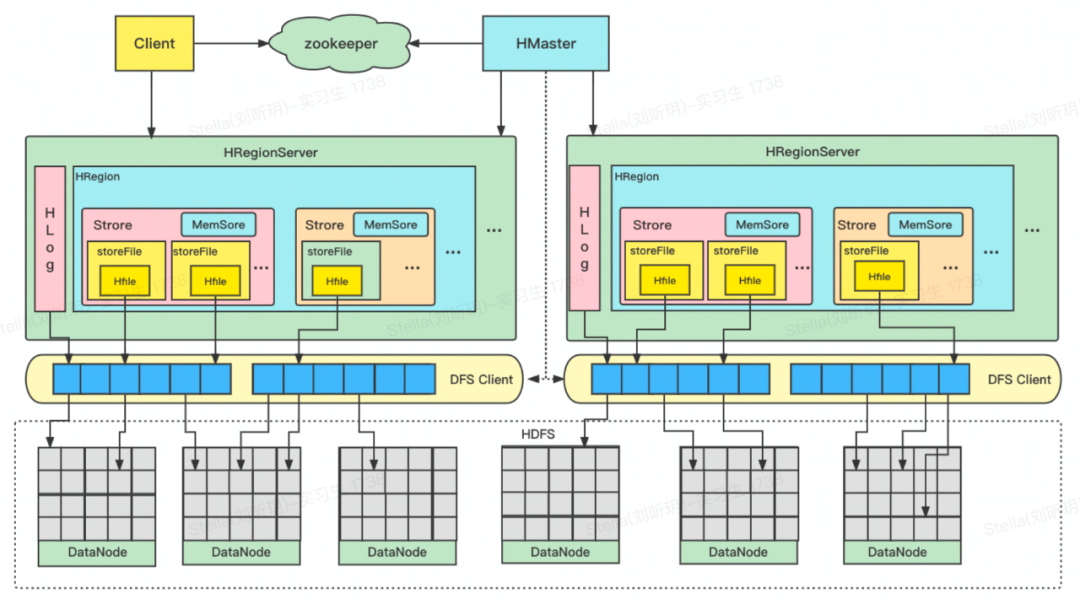 Client
zookeeper
HMaster
HRegionServer
HLog
HRegion
Strore
MemSore
storeFile
Hfile
storeFile
Hfile
...
Strore
MemSore
storeFile
Hfile
...
...
...
HRegionServer
HLog
HRegion
Strore
MemSore
storeFile
Hfile
storeFile
Hfile
...
Strore
MemSore
storeFile
Hfile
...
...
...
DFS Client
DFS Client
HDFS
DataNode
DataNode
DataNode
DataNode
DataNode
DataNode
Stella(刘昕玥)-实习生 1738